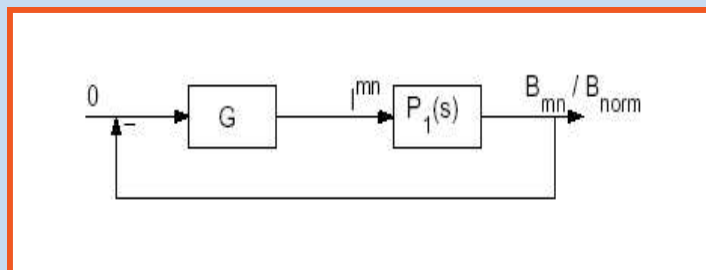 0
−
G
I^mn
P_1(s)
B_mn / B_norm